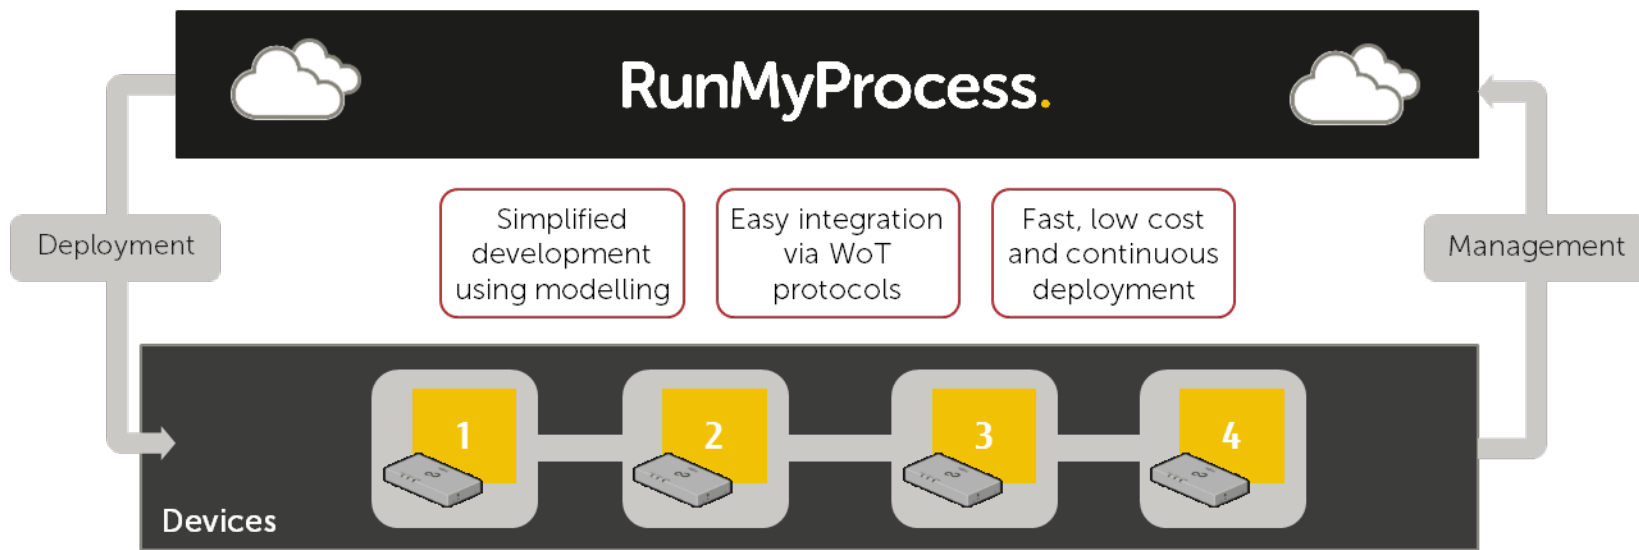 RunMyProcess.
Deployment
Simplified
development
using modelling
Easy integration
via WoT
protocols
Fast, low cost
and continuous
deployment
Management
1
2
3
4
Devices